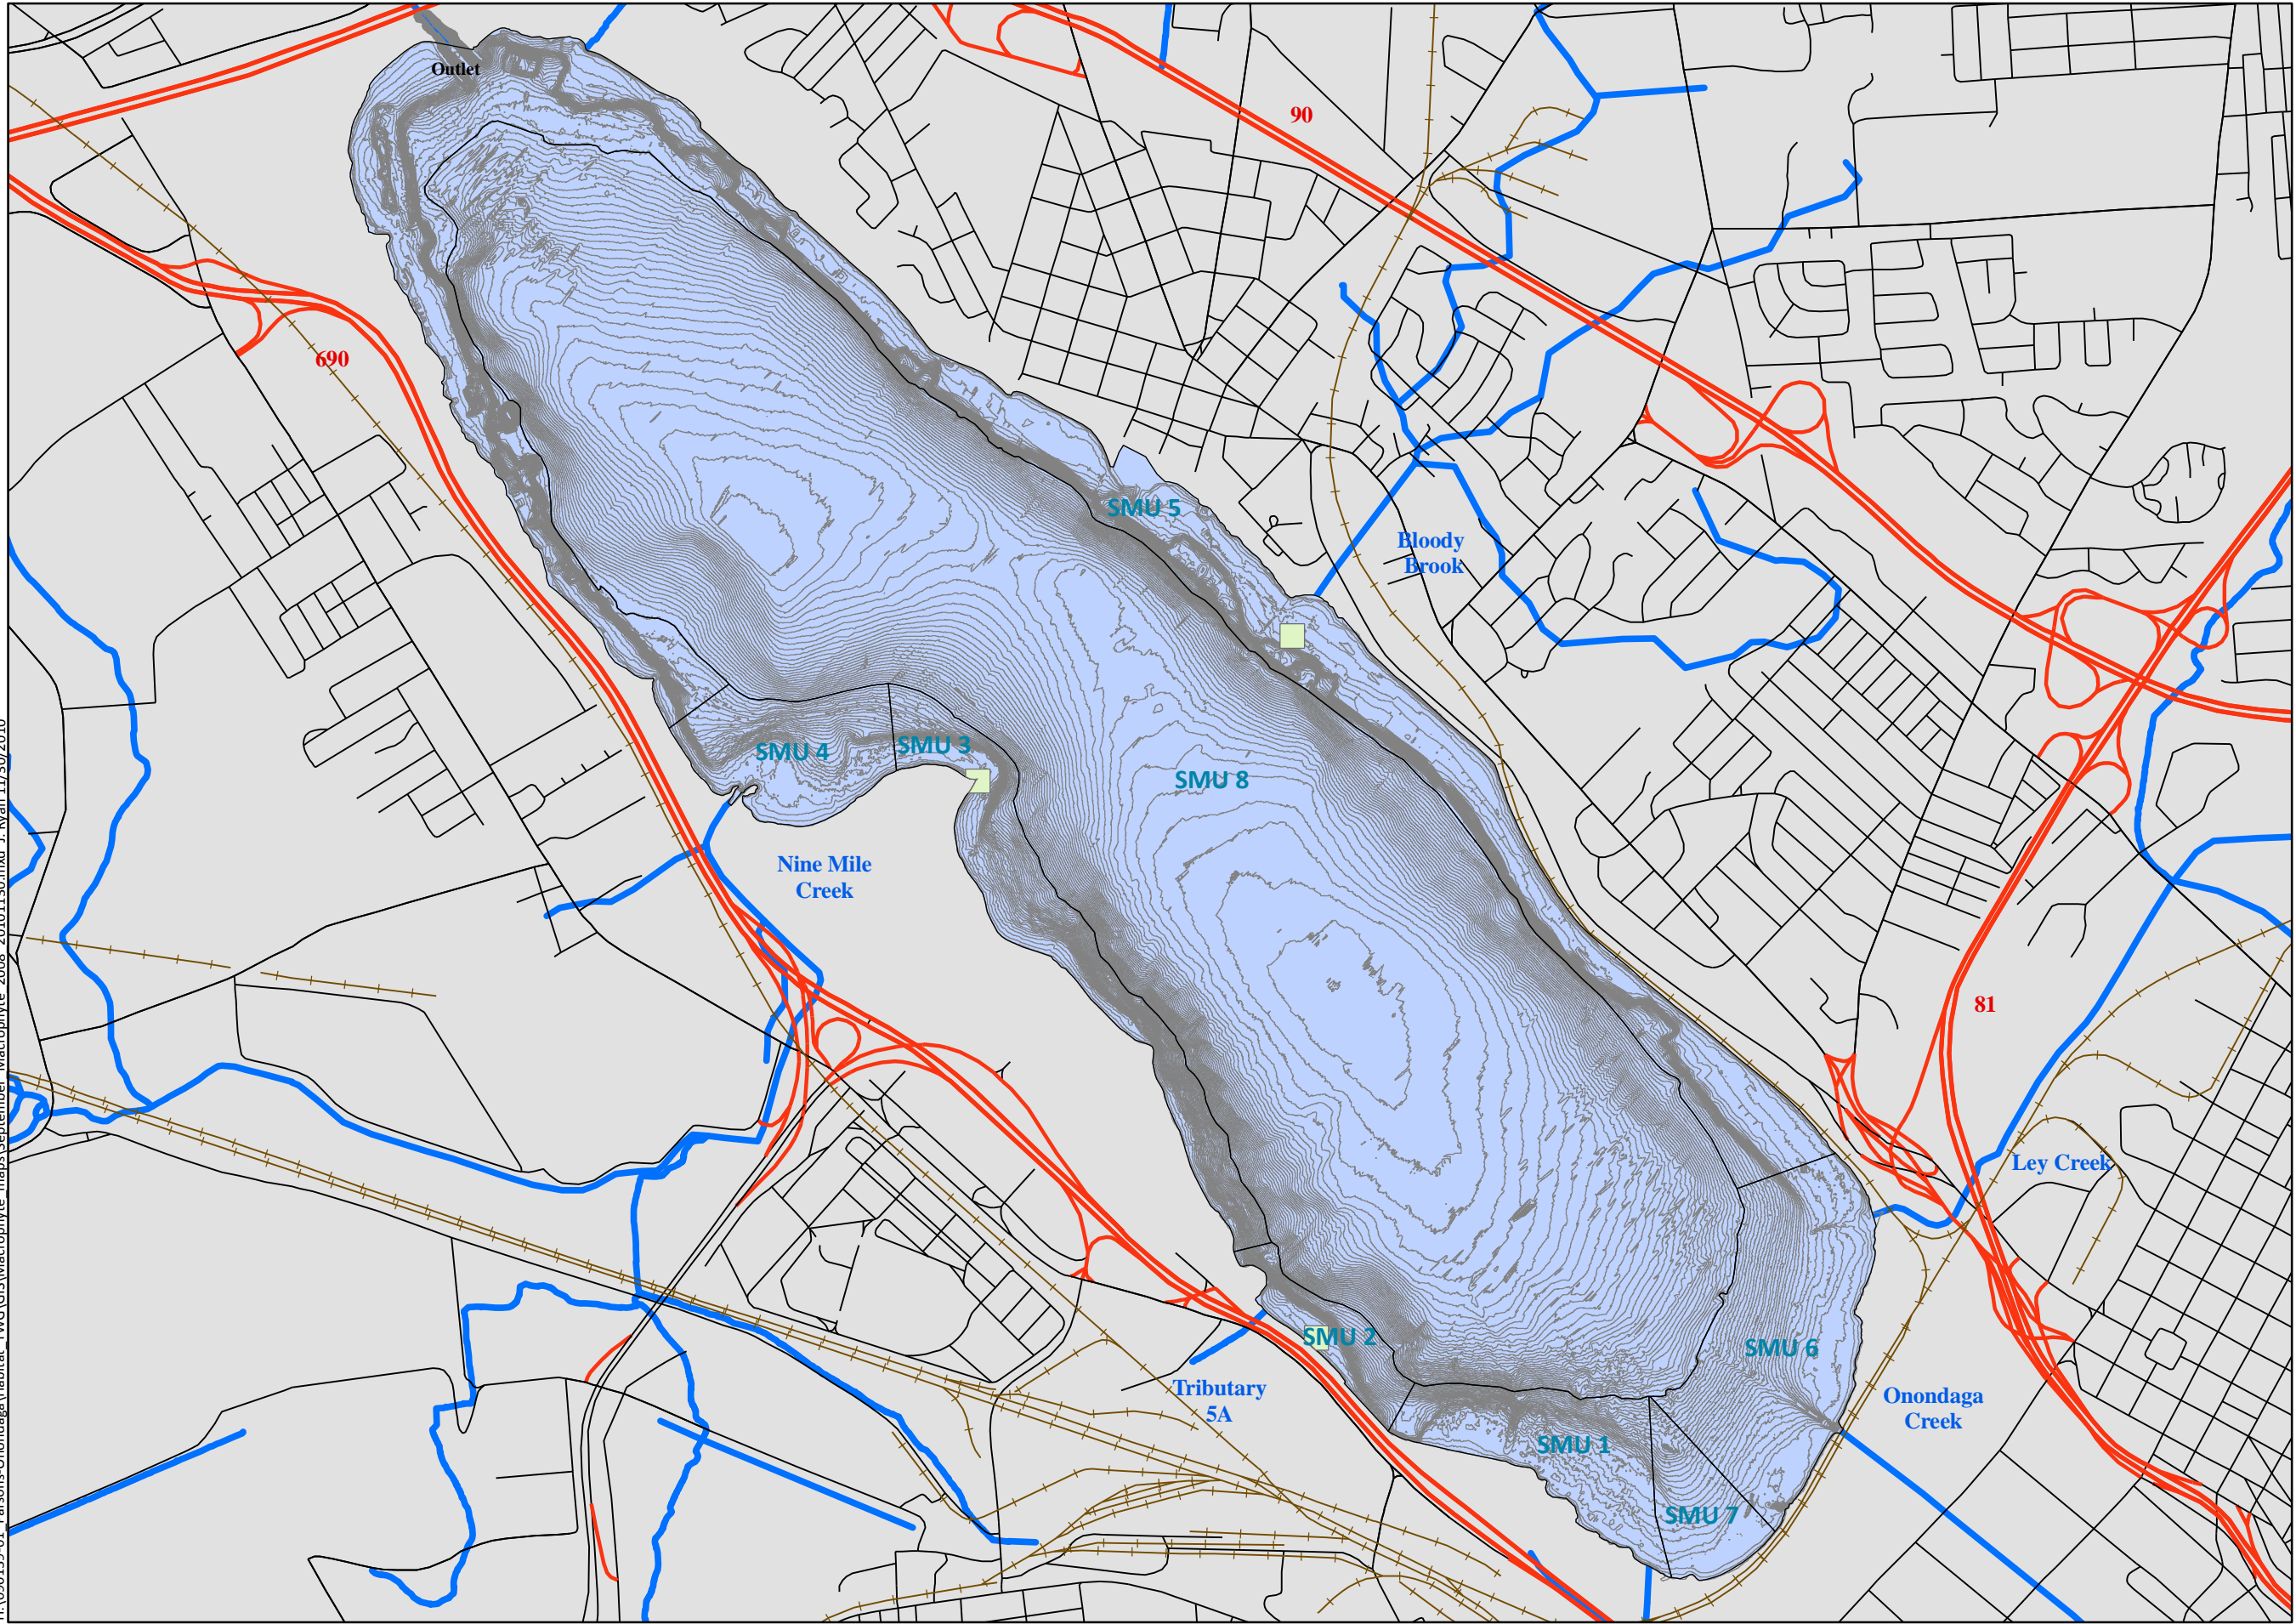 Outlet
90
690
SMU 5
Bloody
Brook
SMU 4
SMU 3
SMU 8
Nine Mile
Creek
81
Ley Creek
SMU 2
SMU 6
Tributary
5A
Onondaga
Creek
SMU 1
SMU 7